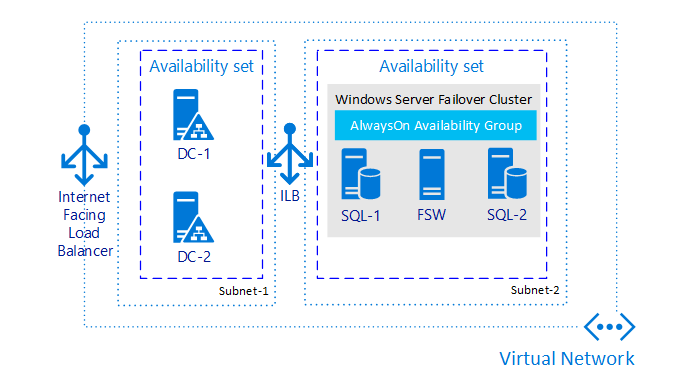 Availability set
DC-1
DC-2
Subnet-1
Internet
Facing
Load
Balancer
ILB
Availability set
Windows Server Failover Cluster
AlwaysOn Availability Group
SQL-1
FSW
SQL-2
Subnet-2
Virtual Network